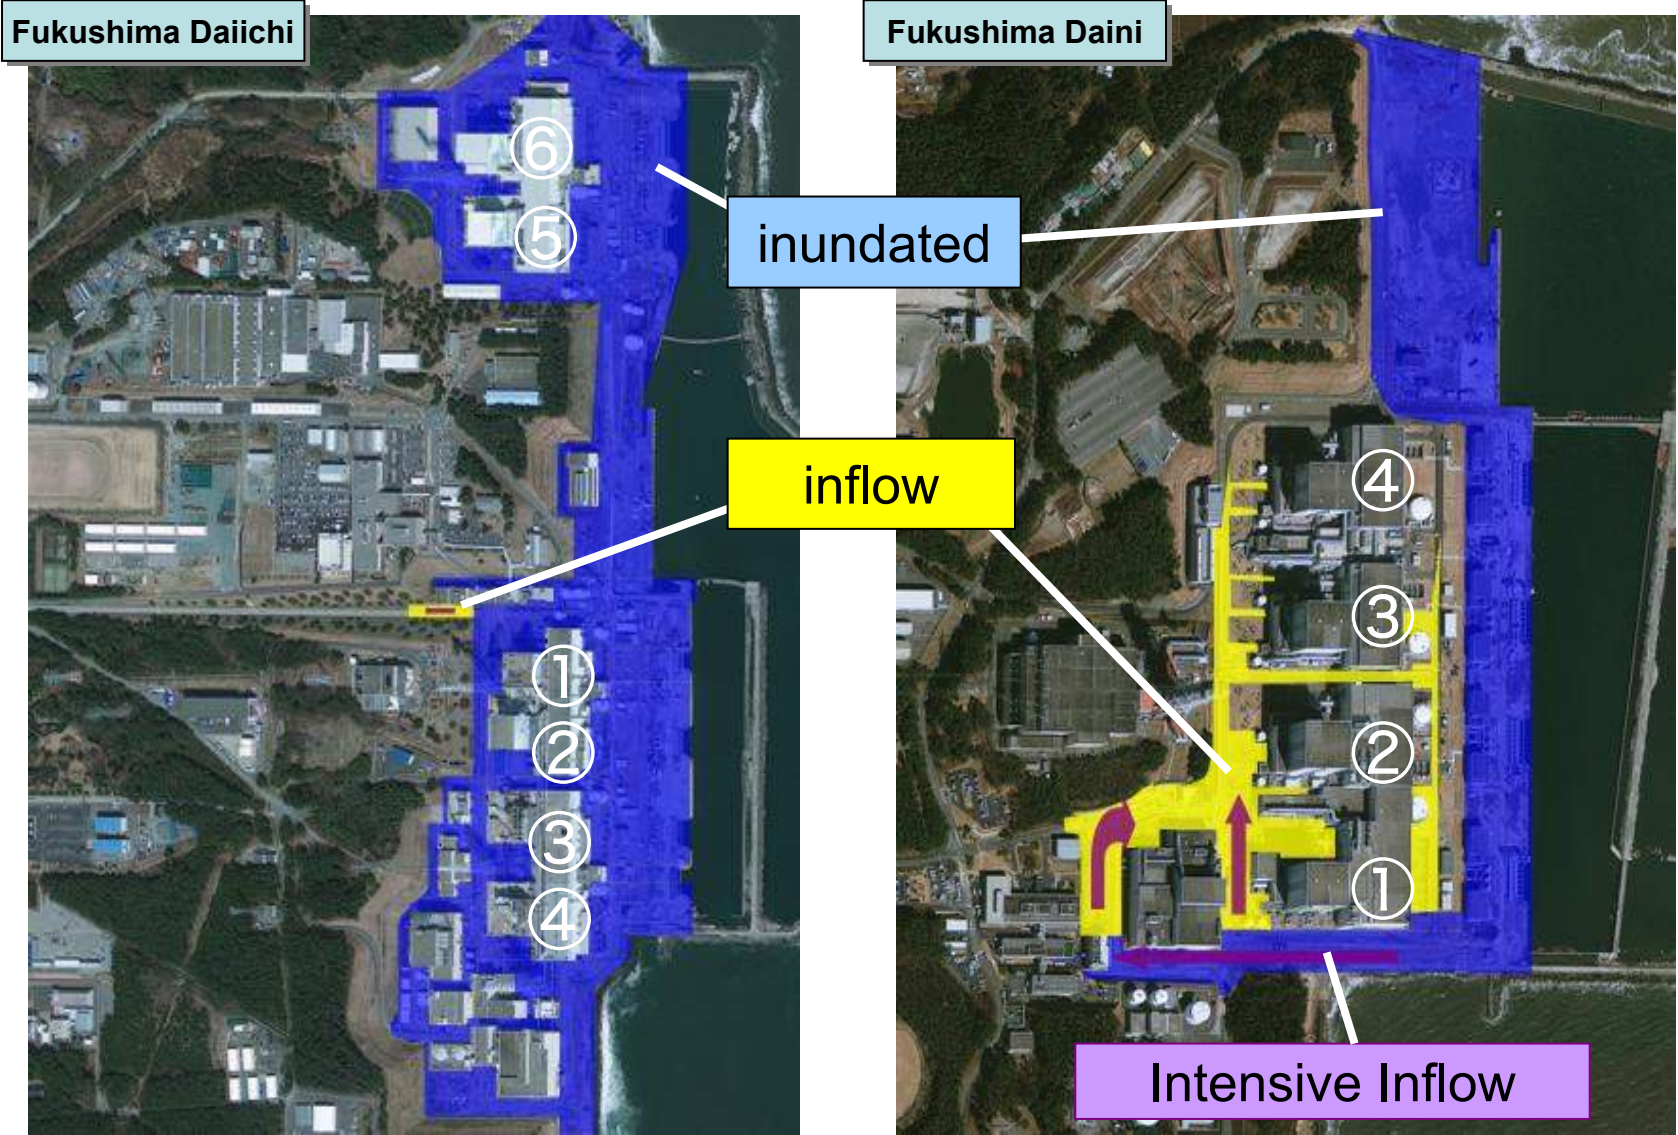 Fukushima Daiichi
Fukushima Daini
⑥
⑤
inundated
inflow
④
③
①
②
②
③
④
①
Intensive Inflow